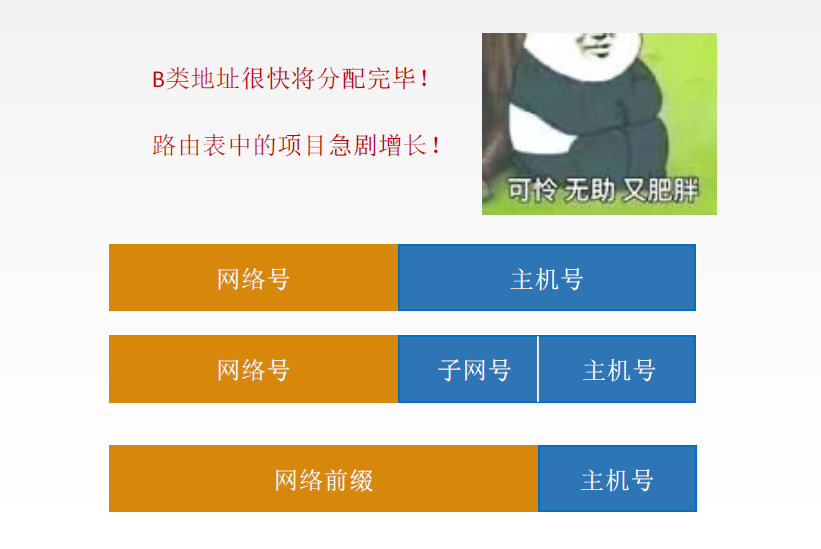 B类地址很快将分配完毕！
路由表中的项目急剧增长！
可怜 无助 又肥胖
网络号 主机号
网络号 子网号 主机号
网络前缀 主机号